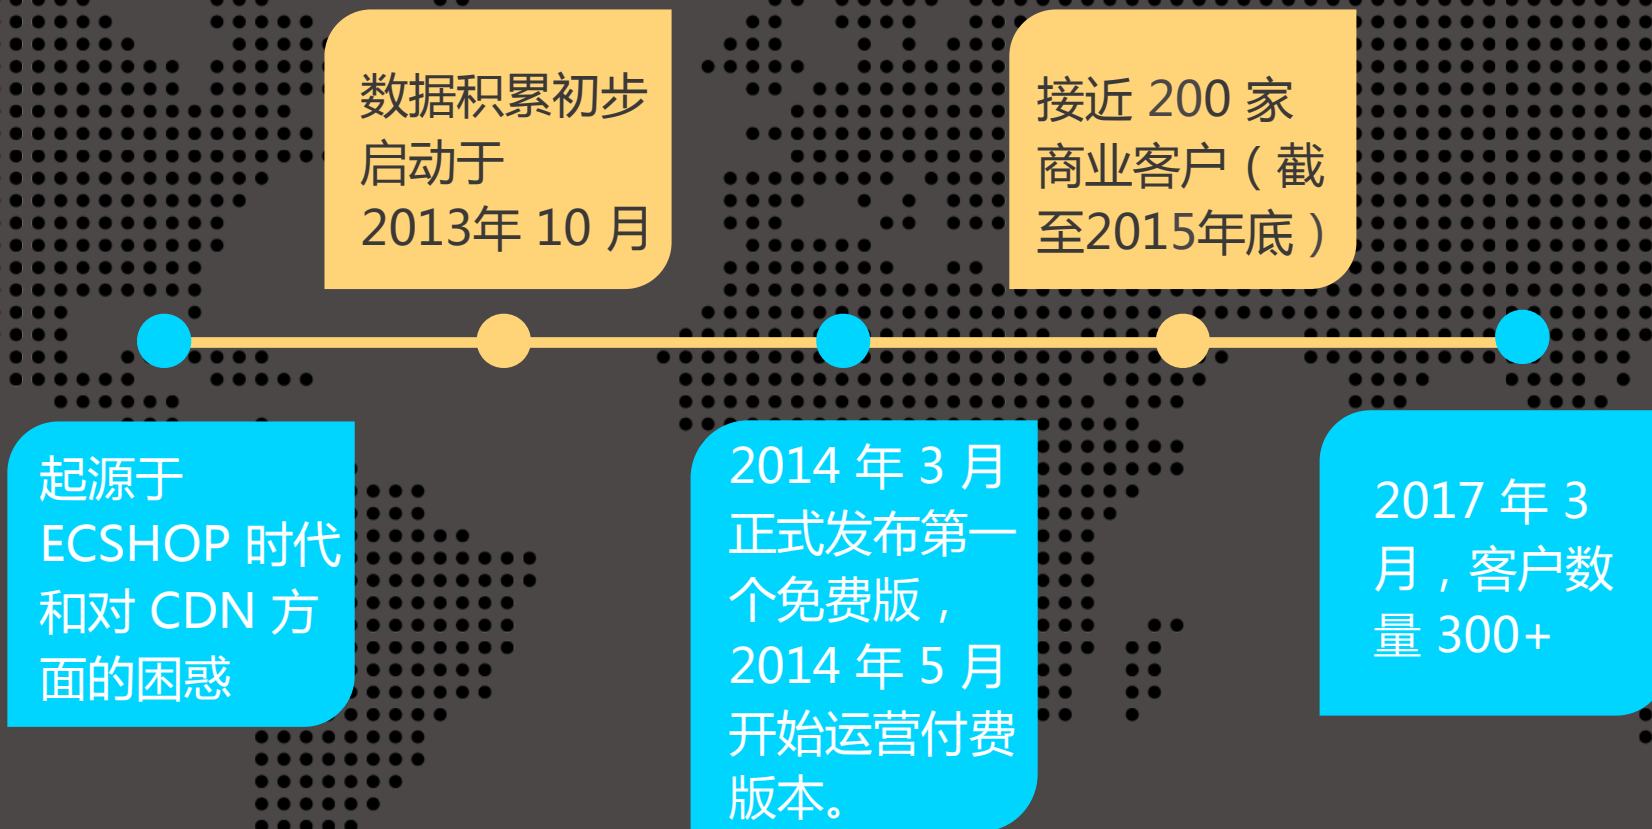 起源于
ECSHOP 时代
和对 CDN 方
面的困惑
数据积累初步
启动于
2013年 10 月
2014 年 3 月
正式发布第一
个免费版，
2014 年 5 月
开始运营付费
版本。
接近 200 家
商业客户（截
至2015年底）
2017 年 3
月，客户数
量 300+